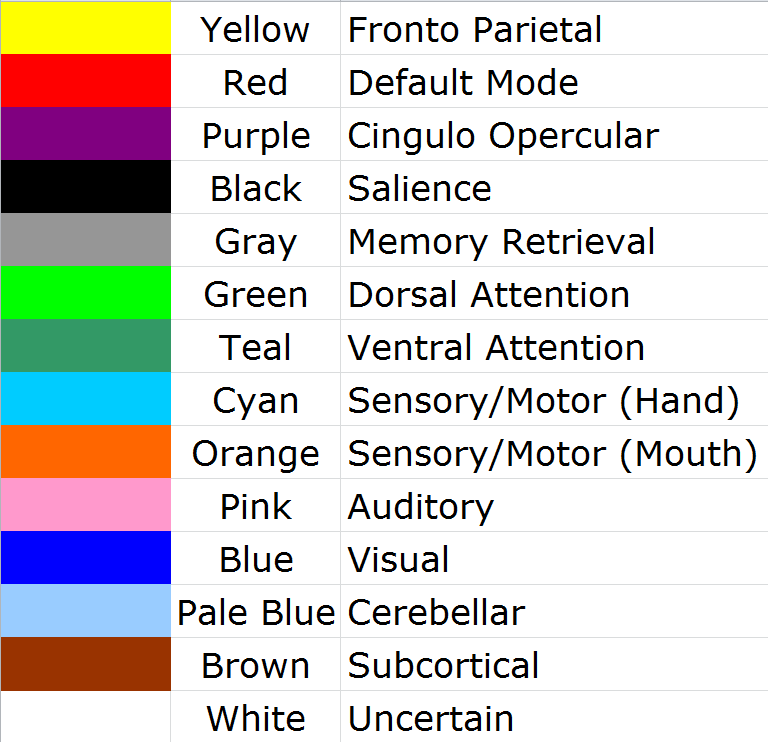 Yellow Fronto Parietal
Red Default Mode
Purple Cingulo Opercular
Black Salience
Gray Memory Retrieval
Green Dorsal Attention
Teal Ventral Attention
Cyan Sensory/Motor (Hand)
Orange Sensory/Motor (Mouth)
Pink Auditory
Blue Visual
Pale Blue Cerebellar
Brown Subcortical
White Uncertain